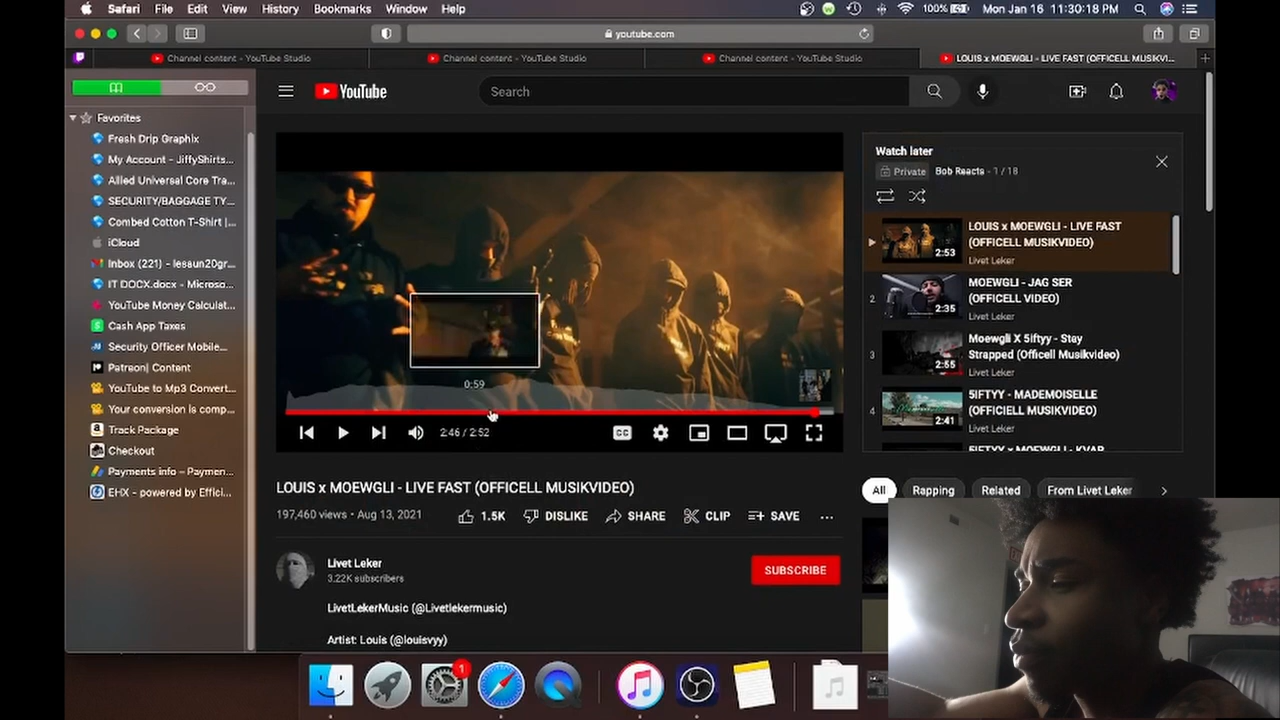 Safari File Edit View History Bookmarks Window Help
100% Mon Jan 16 11:30:18 PM
youtube.com
Channel content - YouTube Studio
Channel content - YouTube Studio
Channel content - YouTube Studio
LOUIS x MOEWGLI - LIVE FAST (OFFICELL MUSIKVI...
Favorites
Fresh Drip Graphix
My Account - JiffyShirts...
Allied Universal Core Tra...
SECURITY/BAGGAGE TY...
Combed Cotton T-Shirt |...
iCloud
Inbox (221) - lesaun20gr...
IT DOCX.docx - Microso...
YouTube Money Calculat...
Cash App Taxes
Security Officer Mobile...
Patreon| Content
YouTube to Mp3 Convert...
Your conversion is comp...
Track Package
Checkout
Payments info – Paymen...
EHX - powered by Effici...
YouTube
Search
0:59
2:46 / 2:52
CC
LOUIS x MOEWGLI - LIVE FAST (OFFICELL MUSIKVIDEO)
197,460 views • Aug 13, 2021
1.5K DISLIKE SHARE CLIP SAVE ...
Livet Leker
3.22K subscribers
SUBSCRIBE
LivetLekerMusic (@Livetlekermusic)
Artist: Louis (@louisvyy)
Watch later
Private Bob Reacts - 1 / 18
LOUIS x MOEWGLI - LIVE FAST
(OFFICELL MUSIKVIDEO)
Livet Leker
2:53
2
MOEWGLI - JAG SER
(OFFICELL VIDEO)
Livet Leker
2:35
3
Moewgli X 5iftyy - Stay
Strapped (Officell Musikvideo)
Livet Leker
2:55
4
5IFTYY - MADEMOISELLE
(OFFICELL MUSIKVIDEO)
Livet Leker
2:41
5IFTYY x MOEWGLI - KVAR
All Rapping Related From Livet Leker
1